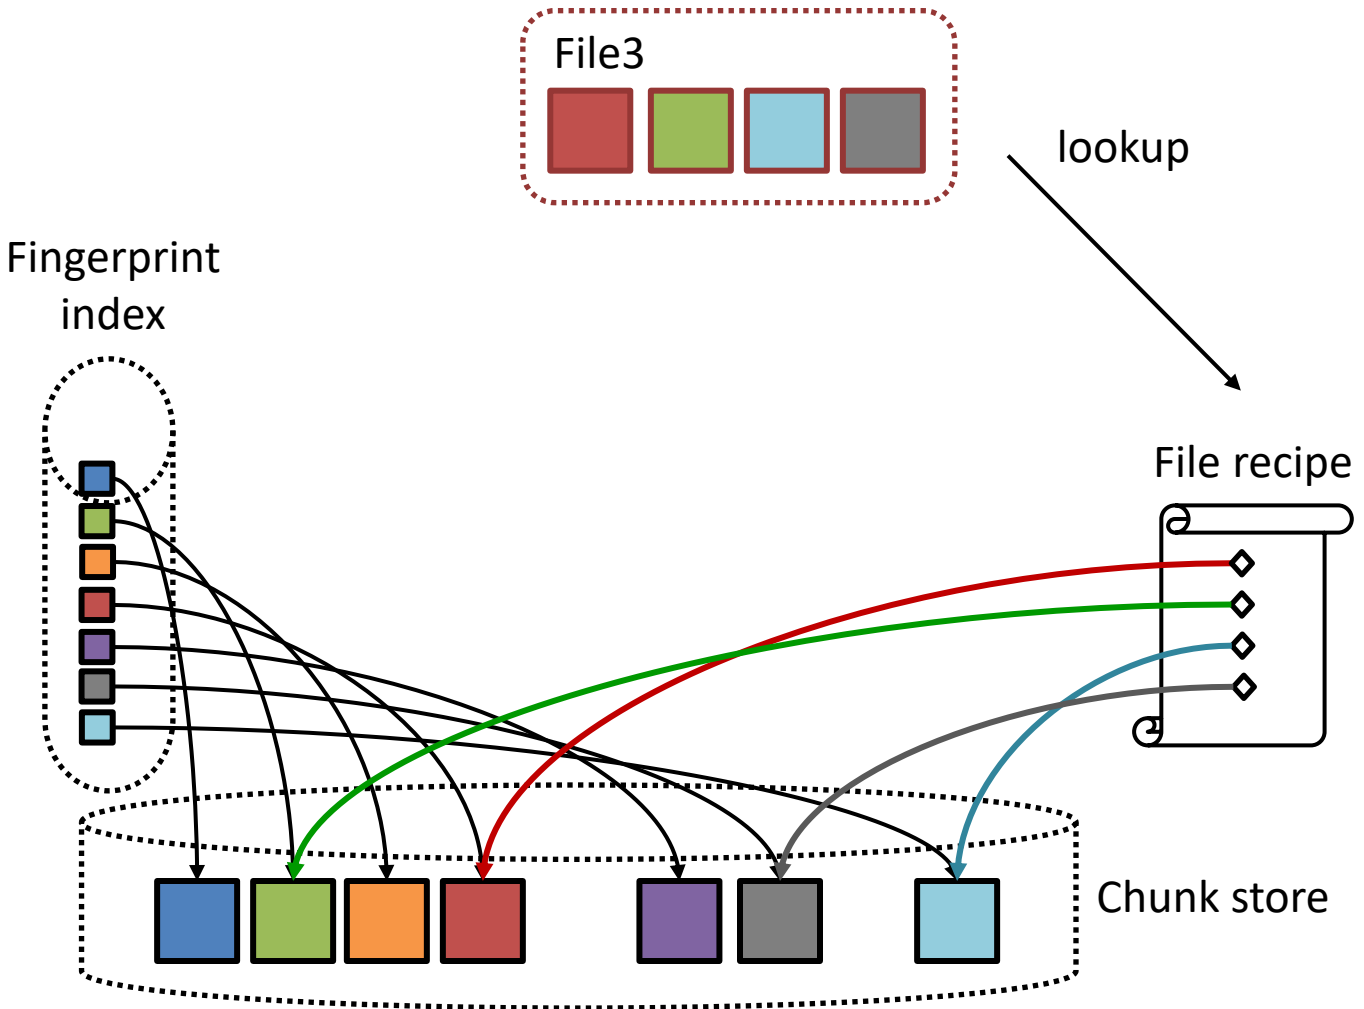 File3
lookup
Fingerprint
index
File recipe
Chunk store